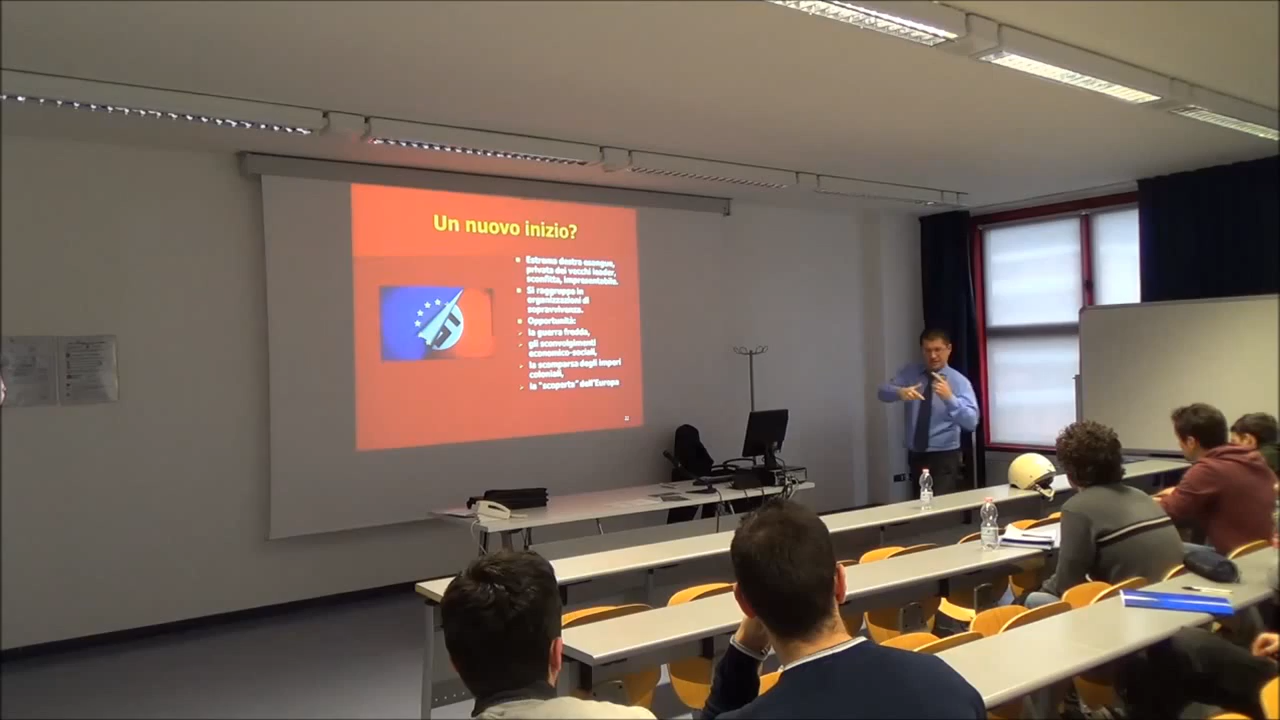 Un nuovo inizio?
Estrema destra esangue,
privata dei vecchi leader,
sconfitta, impresentabile.
Si raggruppa in
organizzazioni di
sopravvivenza.
Opportunità:
la guerra fredda,
gli sconvolgimenti
economico-sociali,
la scomparsa degli imperi
coloniali,
la "scoperta" dell'Europa